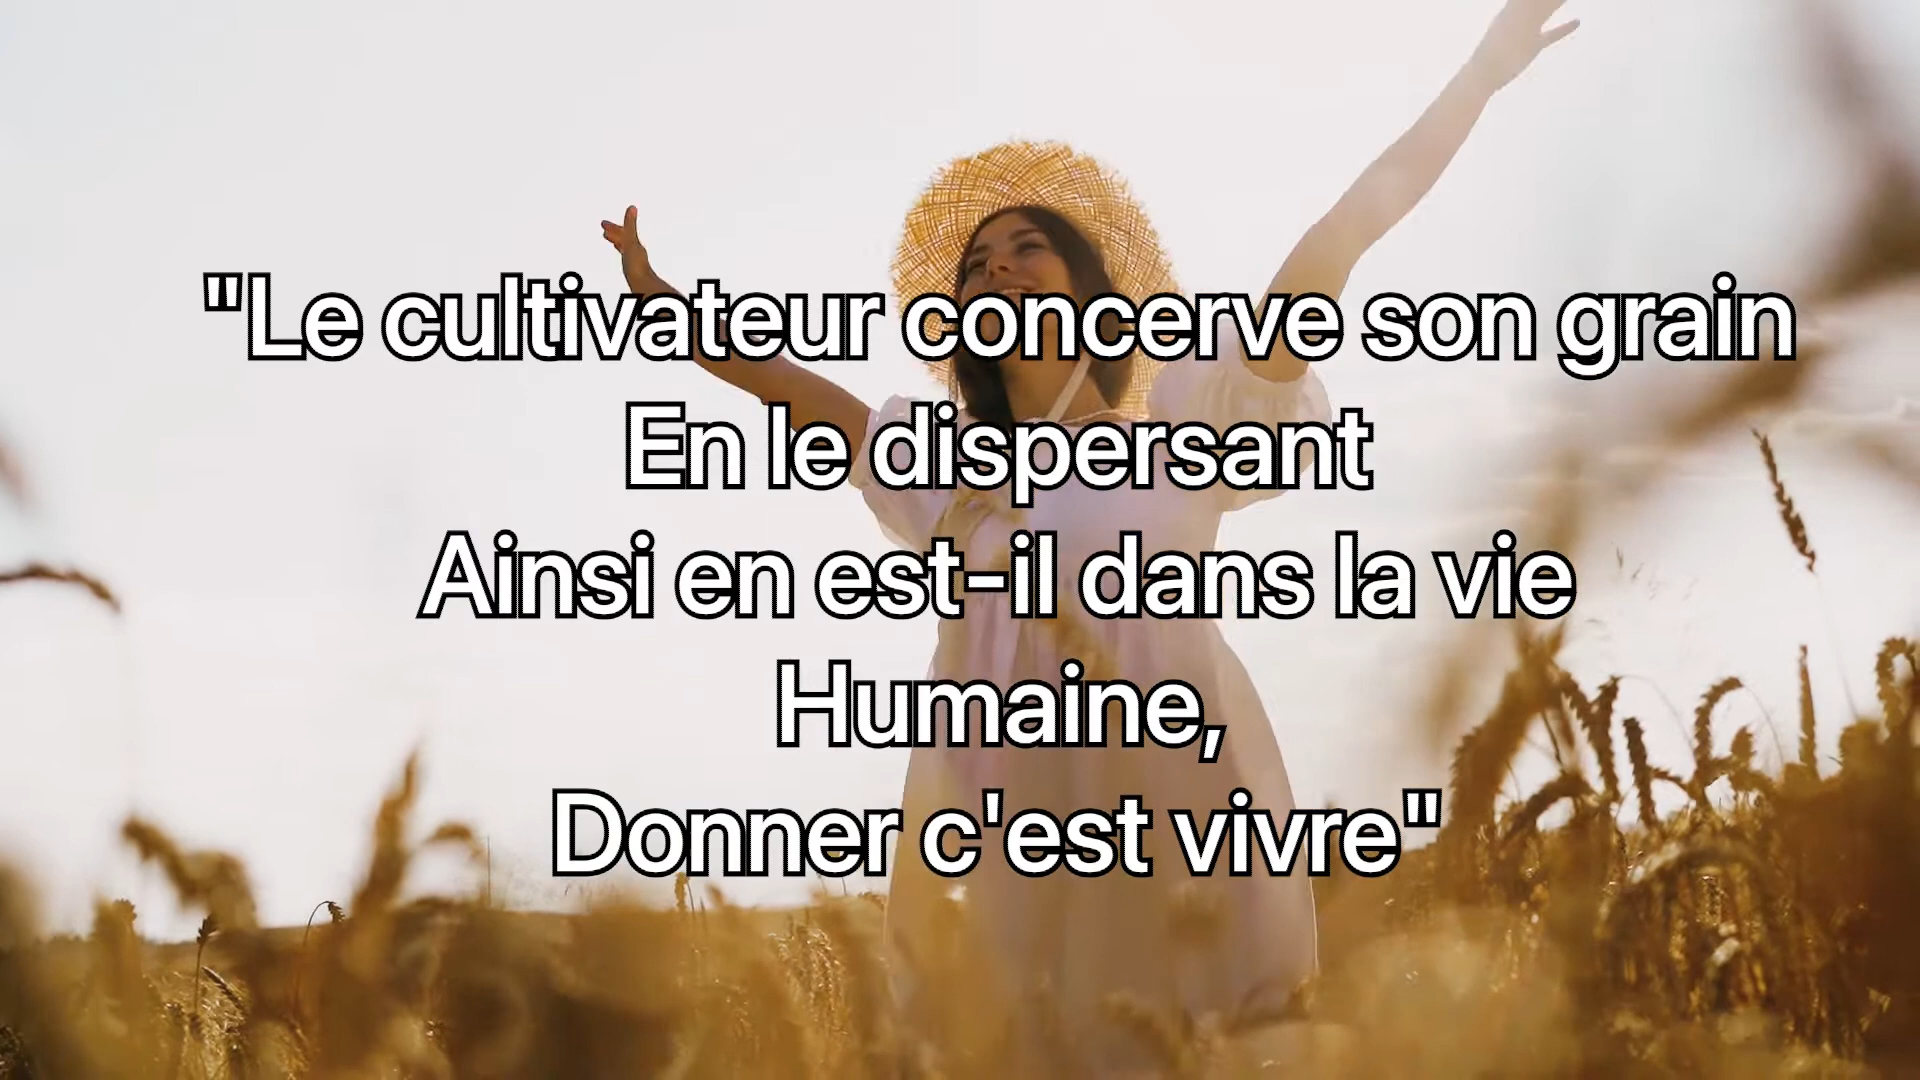 "Le cultivateur concerve son grain
En le dispersant
Ainsi en est-il dans la vie
Humaine,
Donner c'est vivre"